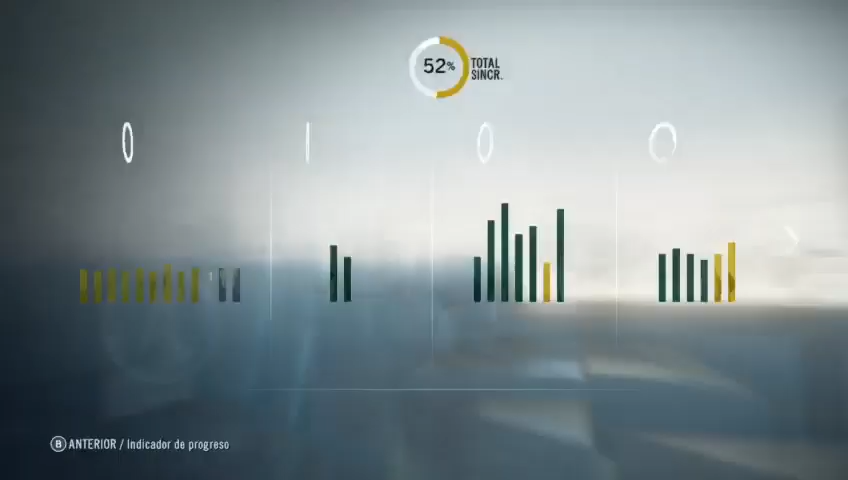 52%
TOTAL
SINCR.
B ANTERIOR / Indicador de progreso